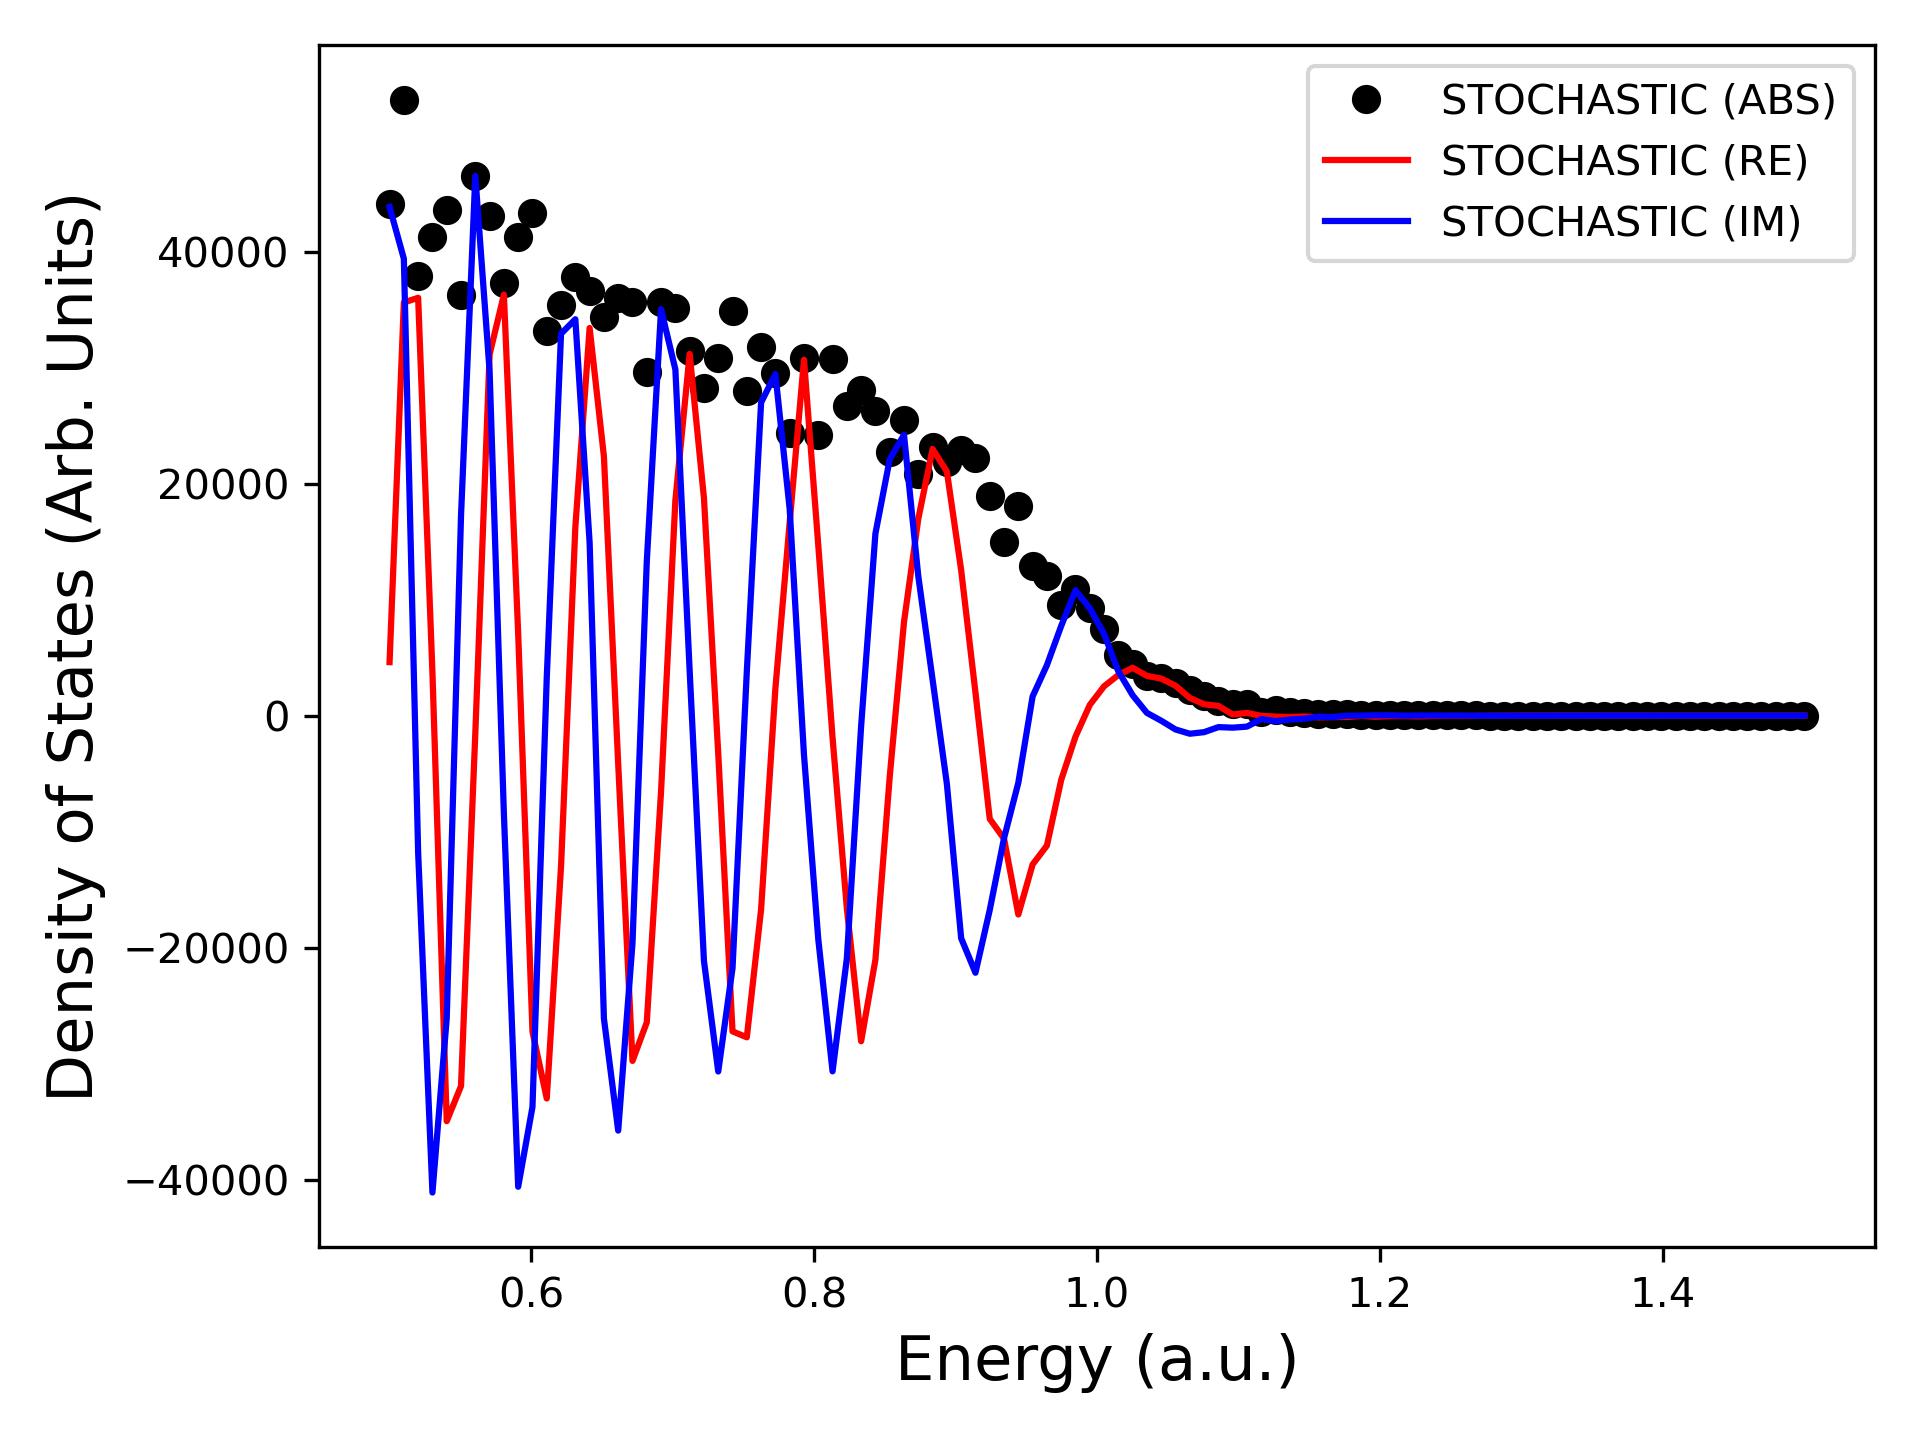 STOCHASTIC (ABS)
STOCHASTIC (RE)
STOCHASTIC (IM)
Density of States (Arb. Units)
40000
20000
0
−20000
−40000
0.6 0.8 1.0 1.2 1.4
Energy (a.u.)